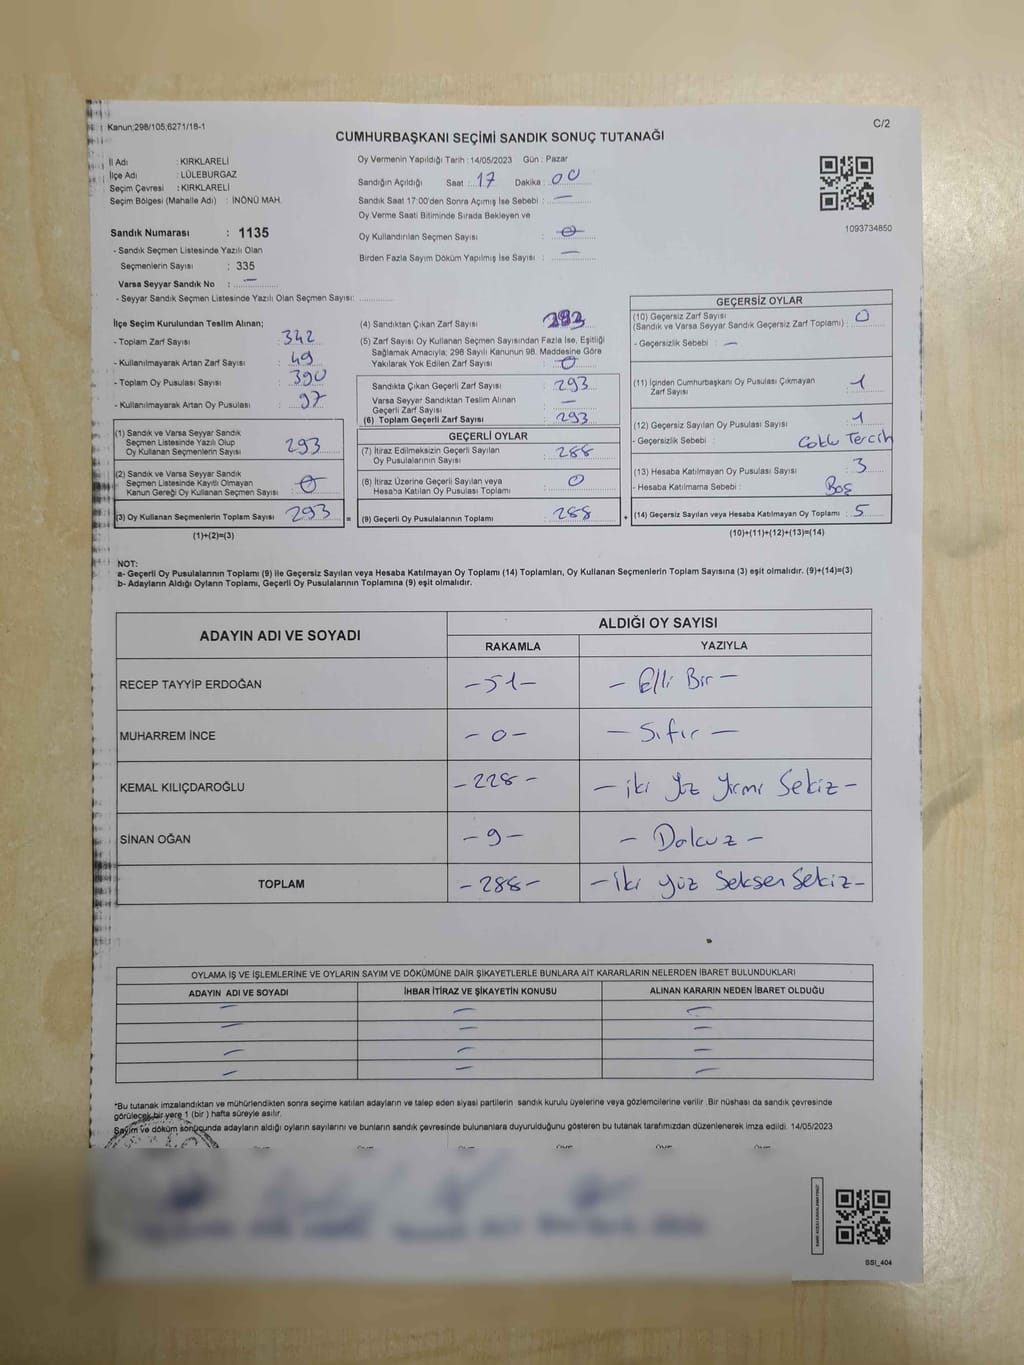 Kanun;298/105;6271/18-1
C/2
CUMHURBAŞKANI SEÇİMİ SANDIK SONUÇ TUTANAĞI
İl Adı : KIRKLARELİ
İlçe Adı : LÜLEBURGAZ
Seçim Çevresi : KIRKLARELİ
Seçim Bölgesi (Mahalle Adı) : İNÖNÜ MAH.
Sandık Numarası : 1135
- Sandık Seçmen Listesinde Yazılı Olan
Seçmenlerin Sayısı : 335
Varsa Seyyar Sandık No : —
- Seyyar Sandık Seçmen Listesinde Yazılı Olan Seçmen Sayısı:
Oy Vermenin Yapıldığı Tarih : 14/05/2023 Gün : Pazar
Sandığın Açıldığı Saat : 17 Dakika : 00
Sandık Saat 17:00'den Sonra Açımış İse Sebebi : —
Oy Verme Saati Bitiminde Sırada Bekleyen ve
Oy Kullandırılan Seçmen Sayısı : 0
Birden Fazla Sayım Döküm Yapılmış İse Sayısı : —
1093734850
İlçe Seçim Kurulundan Teslim Alınan;
- Toplam Zarf Sayısı : 342
- Kullanılmayarak Artan Zarf Sayısı : 49
- Toplam Oy Pusulası Sayısı : 390
- Kullanılmayarak Artan Oy Pusulası : 97
(1) Sandık ve Varsa Seyyar Sandık
Seçmen Listesinde Yazılı Olup
Oy Kullanan Seçmenlerin Sayısı 293
(2) Sandık ve Varsa Seyyar Sandık
Seçmen Listesinde Kayıtlı Olmayan
Kanun Gereği Oy Kullanan Seçmen Sayısı 0
(3) Oy Kullanan Seçmenlerin Toplam Sayısı 293 =
(1)+(2)=(3)
(4) Sandıktan Çıkan Zarf Sayısı : 293
(5) Zarf Sayısı Oy Kullanan Seçmen Sayısından Fazla İse, Eşitliği
Sağlamak Amacıyla; 298 Sayılı Kanunun 98. Maddesine Göre
Yakılarak Yok Edilen Zarf Sayısı : 0
Sandıkta Çıkan Geçerli Zarf Sayısı : 293
Varsa Seyyar Sandıktan Teslim Alınan
Geçerli Zarf Sayısı : —
(6) Toplam Geçerli Zarf Sayısı : 293
GEÇERLİ OYLAR
(7) İtiraz Edilmeksizin Geçerli Sayılan
Oy Pusulalarının Sayısı : 288
(8) İtiraz Üzerine Geçerli Sayılan veya
Hesaba Katılan Oy Pusulası Toplamı : 0
(9) Geçerli Oy Pusulalarının Toplamı : 288 +
GEÇERSİZ OYLAR
(10) Geçersiz Zarf Sayısı
(Sandık ve Varsa Seyyar Sandık Geçersiz Zarf Toplamı) : 0
- Geçersizlik Sebebi : —
(11) İçinden Cumhurbaşkanı Oy Pusulası Çıkmayan
Zarf Sayısı : 1
(12) Geçersiz Sayılan Oy Pusulası Sayısı : 1
- Geçersizlik Sebebi : Çoklu Tercih
(13) Hesaba Katılmayan Oy Pusulası Sayısı : 3
- Hesaba Katılmama Sebebi : Boş
(14) Geçersiz Sayılan veya Hesaba Katılmayan Oy Toplamı : 5
(10)+(11)+(12)+(13)=(14)
NOT:
a- Geçerli Oy Pusulalarının Toplamı (9) ile Geçersiz Sayılan veya Hesaba Katılmayan Oy Toplamı (14) Toplamları, Oy Kullanan Seçmenlerin Toplam Sayısına (3) eşit olmalıdır. (9)+(14)=(3)
b- Adayların Aldığı Oyların Toplamı, Geçerli Oy Pusulalarının Toplamına (9) eşit olmalıdır.
ADAYIN ADI VE SOYADI
ALDIĞI OY SAYISI
RAKAMLA YAZIYLA
RECEP TAYYİP ERDOĞAN -51- - Elli Bir -
MUHARREM İNCE - 0 - - Sıfır -
KEMAL KILIÇDAROĞLU - 228 - - iki Yüz Yirmi Sekiz -
SİNAN OĞAN - 9 - - Dokuz -
TOPLAM - 288 - - İki yüz Seksen Sekiz -
OYLAMA İŞ VE İŞLEMLERİNE VE OYLARIN SAYIM VE DÖKÜMÜNE DAİR ŞİKAYETLERLE BUNLARA AİT KARARLARIN NELERDEN İBARET BULUNDUKLARI
ADAYIN ADI VE SOYADI İHBAR İTİRAZ VE ŞİKAYETİN KONUSU ALINAN KARARIN NEDEN İBARET OLDUĞU
— — —
— — —
— — —
— — —
*Bu tutanak imzalandıktan ve mühürlendikten sonra seçime katılan adayların ve talep eden siyasi partilerin sandık kurulu üyelerine veya gözlemcilerine verilir .Bir nüshası da sandık çevresinde
görülecek bir yere 1 (bir ) hafta süreyle asılır.
Sayım ve döküm sonucunda adayların aldığı oyların sayılarını ve bunların sandık çevresinde bulunanlara duyurulduğunu gösteren bu tutanak tarafımızdan düzenlenerek imza edildi. 14/05/2023
SSI_404